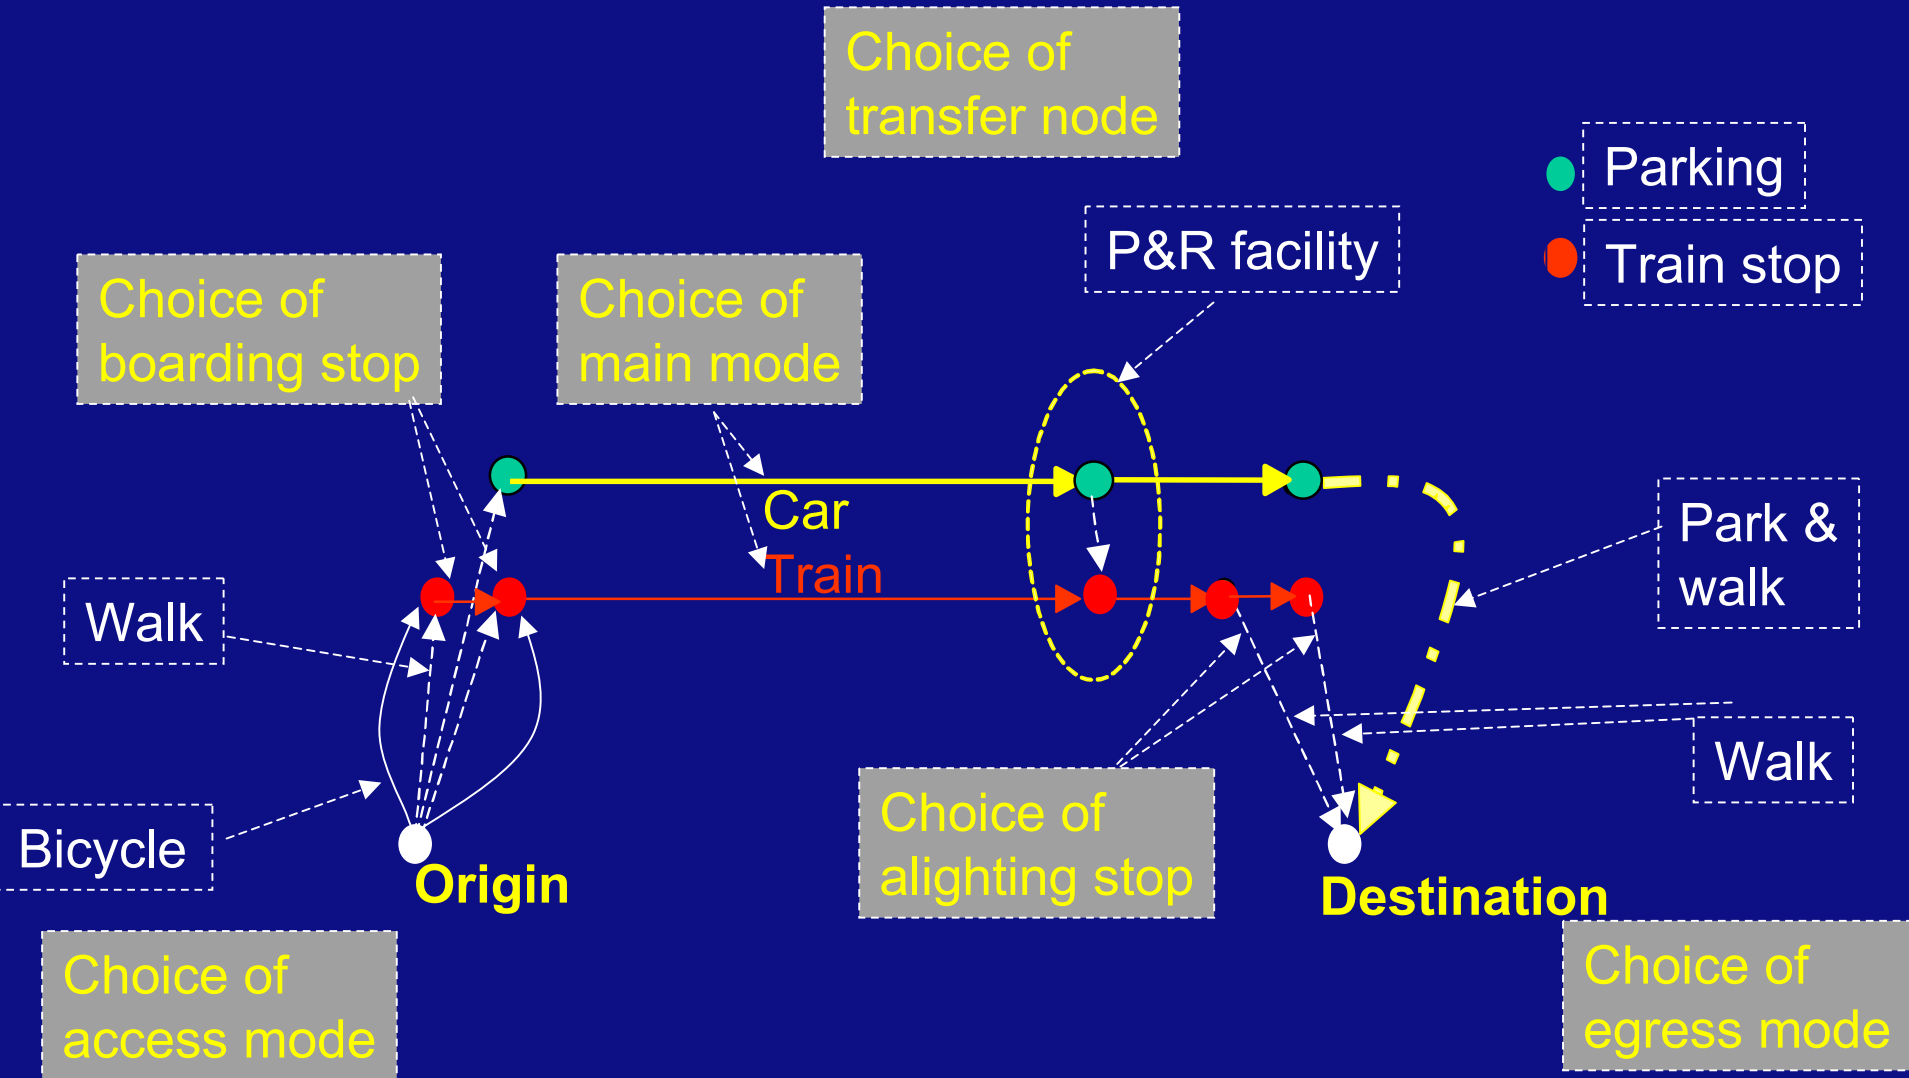 Choice of
transfer node
Parking
Train stop
P&R facility
Choice of
boarding stop
Choice of
main mode
Car
Train
Park &
walk
Walk
Walk
Bicycle
Origin
Choice of
alighting stop
Destination
Choice of
access mode
Choice of
egress mode